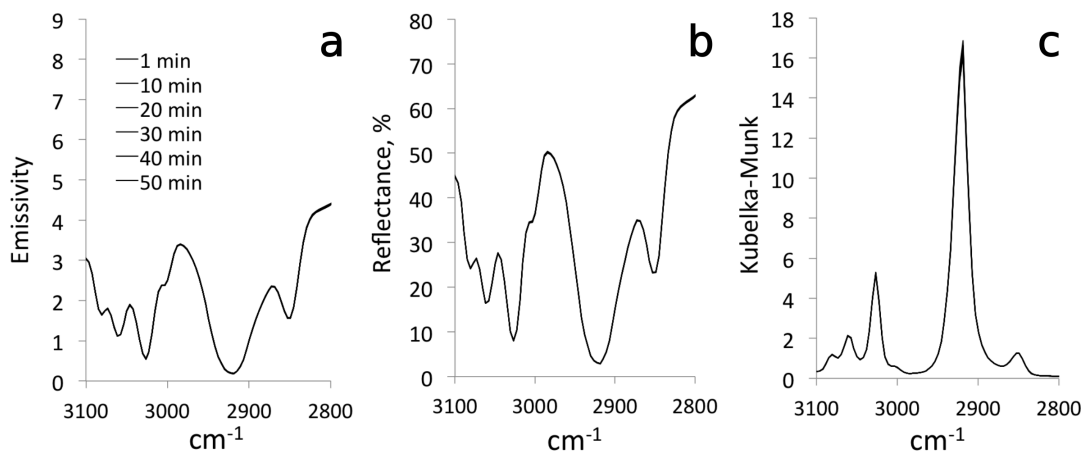 a
9
8
7
6
5
4
3
2
1
0
Emissivity
1 min
10 min
20 min
30 min
40 min
50 min
3100 3000 2900 2800
cm-1
b
80
70
60
50
40
30
20
10
0
Reflectance, %
3100 3000 2900 2800
cm-1
c
18
16
14
12
10
8
6
4
2
0
Kubelka-Munk
3100 3000 2900 2800
cm-1